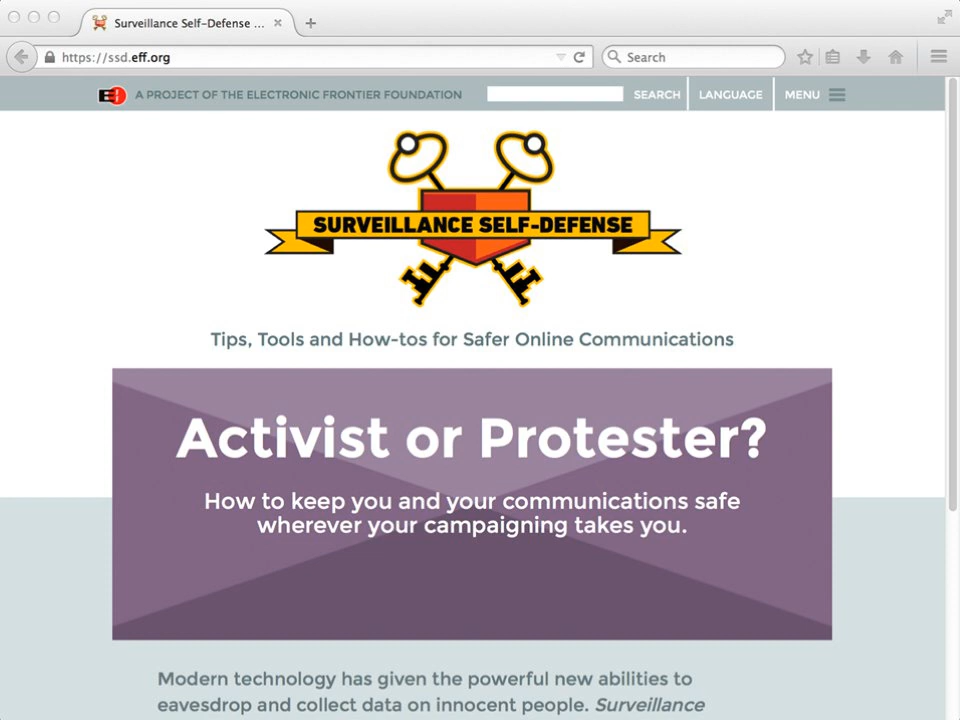 Surveillance Self-Defense ...
https://ssd.eff.org
Search
A PROJECT OF THE ELECTRONIC FRONTIER FOUNDATION
SEARCH
LANGUAGE
MENU
SURVEILLANCE SELF-DEFENSE
Tips, Tools and How-tos for Safer Online Communications
Activist or Protester?
How to keep you and your communications safe
wherever your campaigning takes you.
Modern technology has given the powerful new abilities to
eavesdrop and collect data on innocent people. Surveillance